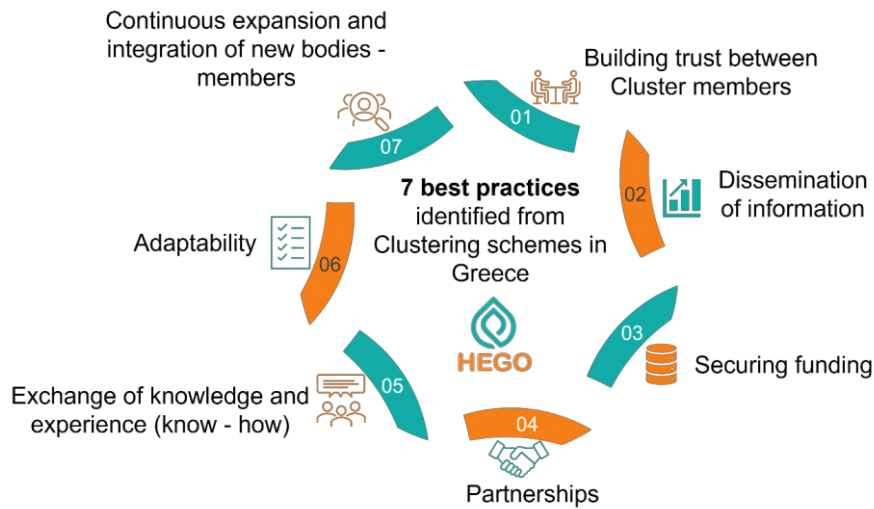 Continuous expansion and
integration of new bodies -
members
07
01
Building trust between
Cluster members
02
Dissemination
of information
7 best practices
identified from
Clustering schemes in
Greece
HEGO
Adaptability
06
03
Securing funding
05
Exchange of knowledge and
experience (know - how)
04
Partnerships